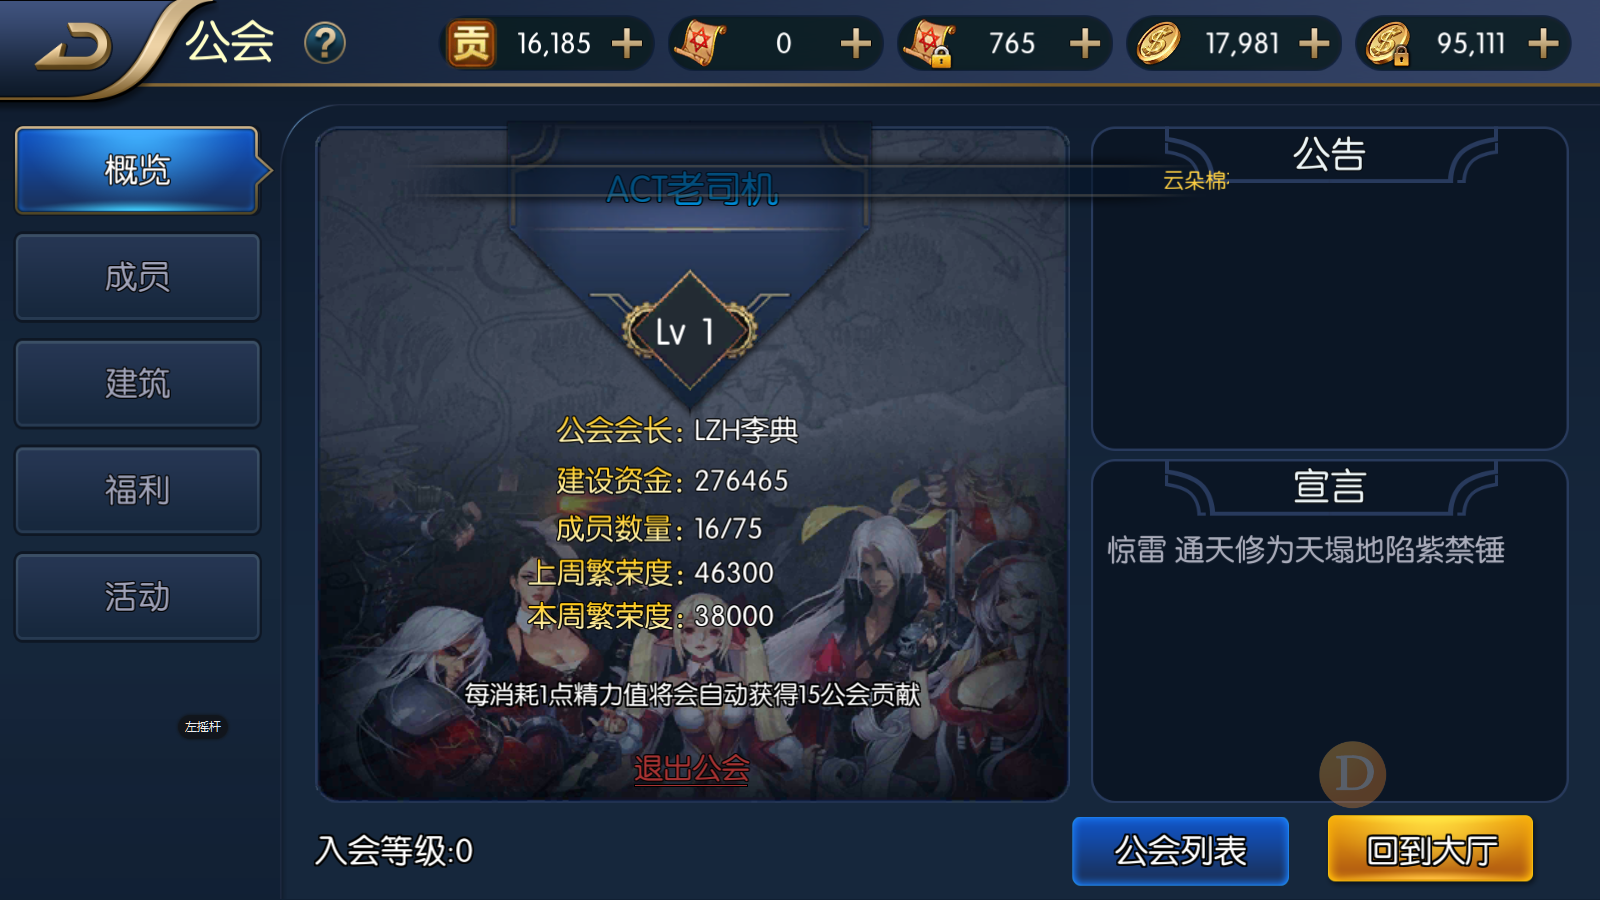 公会
?
贡 16,185
0
765
17,981
95,111
概览
成员
建筑
福利
活动
左摇杆
ACT老司机
Lv 1
公会会长: LZH李典
建设资金: 276465
成员数量: 16/75
上周繁荣度: 46300
本周繁荣度: 38000
每消耗1点精力值将会自动获得15公会贡献
退出公会
入会等级:0
公告
云朵棉
宣言
惊雷 通天修为天塌地陷紫禁锤
D
公会列表
回到大厅